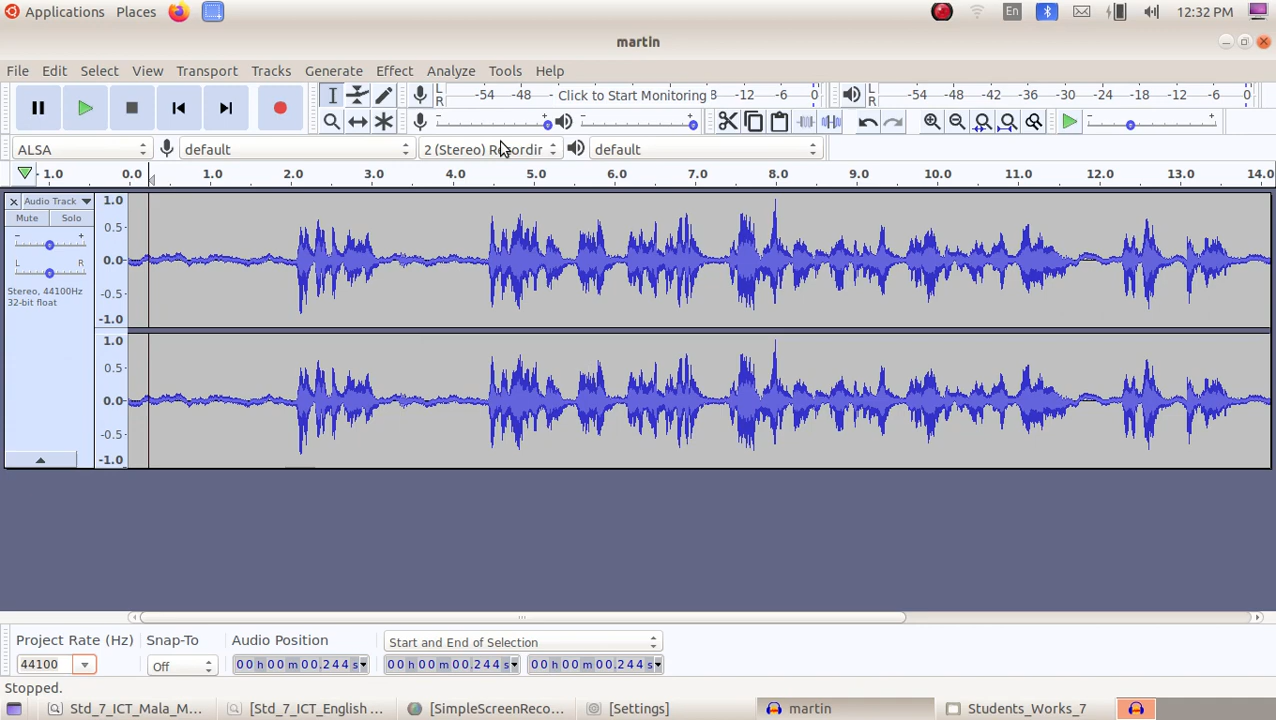 Applications Places En 12:32 PM
martin
File Edit Select View Transport Tracks Generate Effect Analyze Tools Help
L R -54 -48 - Click to Start Monitoring 8 -12 -6 0 L R -54 -48 -42 -36 -30 -24 -18 -12 -6 0
- + - + - +
ALSA default 2 (Stereo) Recordir default
- 1.0 0.0 1.0 2.0 3.0 4.0 5.0 6.0 7.0 8.0 9.0 10.0 11.0 12.0 13.0 14.0
× Audio Track 1.0
Mute Solo 0.5
- +
0.0
L R
Stereo, 44100Hz -0.5
32-bit float
-1.0
1.0
0.5
0.0
-0.5
-1.0
Project Rate (Hz) Snap-To Audio Position Start and End of Selection
44100 Off 00 h 00 m 00.244 s 00 h 00 m 00.244 s 00 h 00 m 00.244 s
Stopped.
Std_7_ICT_Mala_M... [Std_7_ICT_English ... [SimpleScreenReco... [Settings] martin Students_Works_7